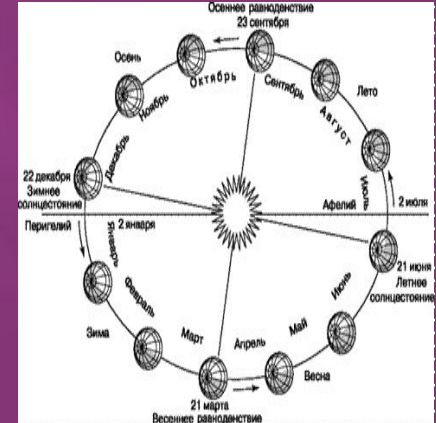 Осеннее равноденствие
23 сентября
Осень
Октябрь
Сентябрь
Лето
Ноябрь
Август
Декабрь
22 декабря
Зимнее
солнцестояние
Июль
Афелий
2 июля
Перигелий
2 января
Январь
21 июня
Летнее
солнцестояние
Февраль
Июнь
Зима
Март
Апрель
Май
Весна
21 марта
Весеннее равноденствие